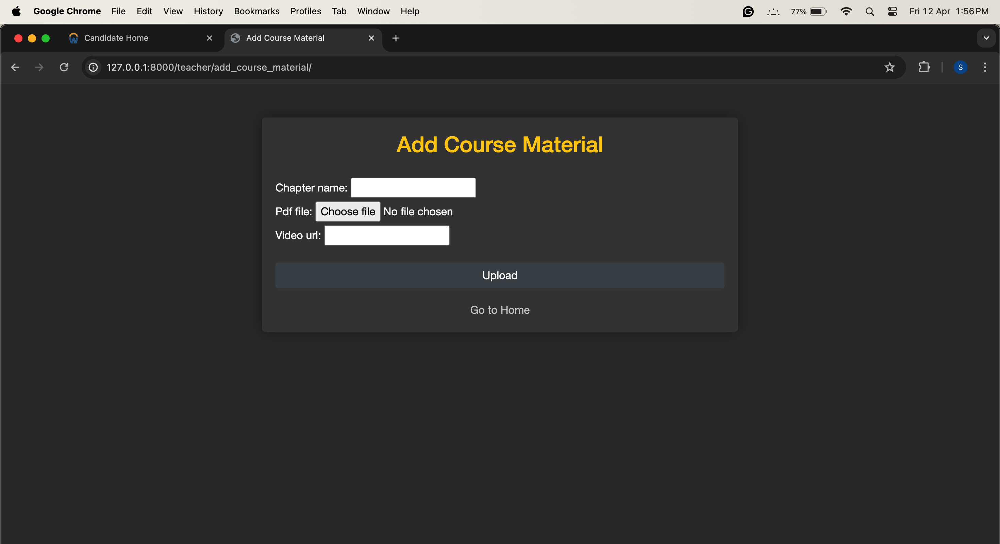 Google Chrome File Edit View History Bookmarks Profiles Tab Window Help 77% Fri 12 Apr 1:56 PM
Candidate Home Add Course Material
127.0.0.1:8000/teacher/add_course_material/ S
Add Course Material
Chapter name:
Pdf file: Choose file No file chosen
Video url:
Upload
Go to Home